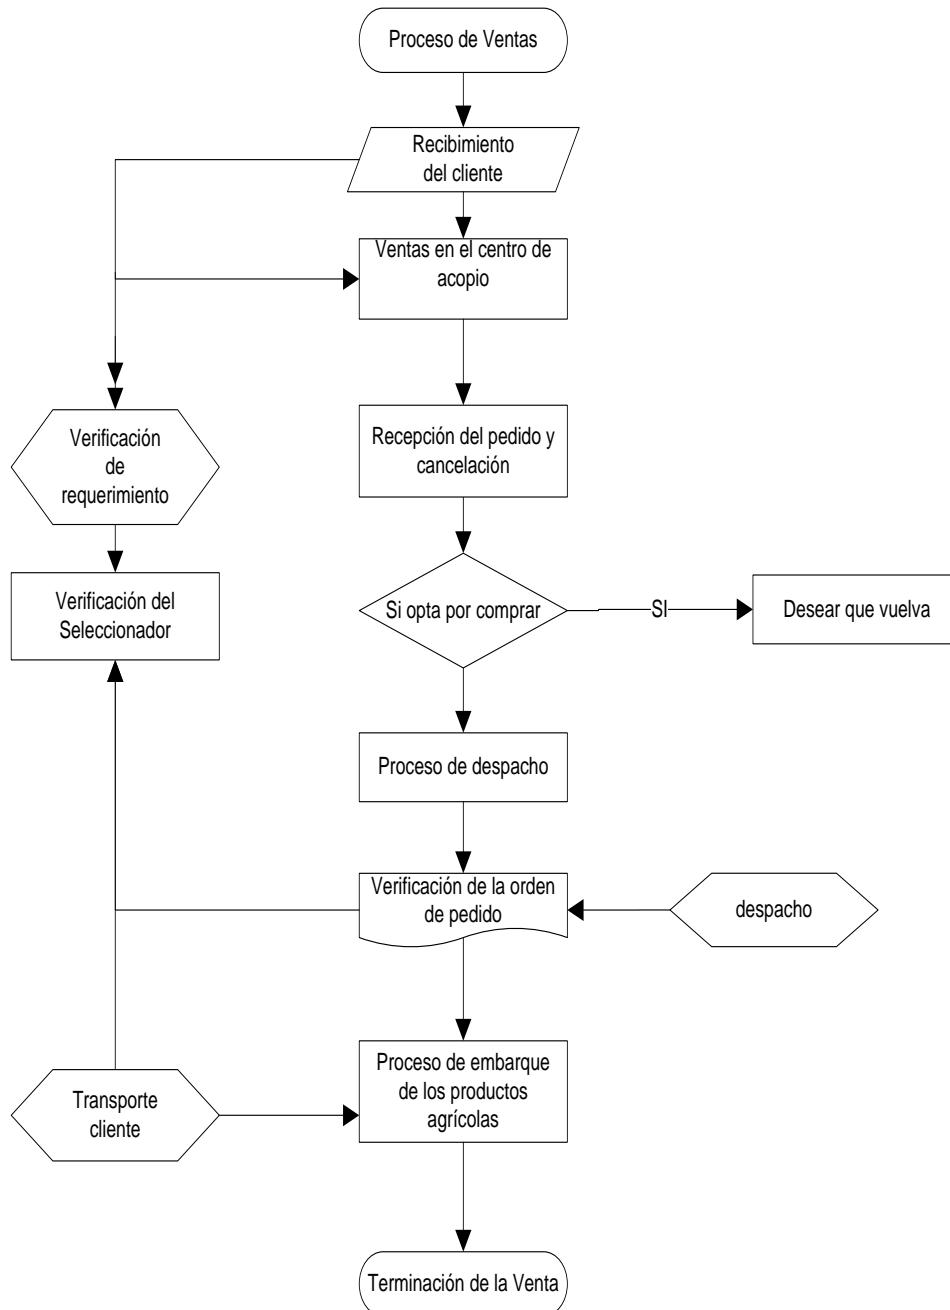 Proceso de Ventas
Recibimiento
del cliente
Ventas en el centro de
acopio
Recepción del pedido y
cancelación
Verificación
de
requerimiento
Verificación del
Seleccionador
Si opta por comprar
SI
Desear que vuelva
Proceso de despacho
Verificación de la orden
de pedido
despacho
Proceso de embarque
de los productos
agrícolas
Transporte
cliente
Terminación de la Venta